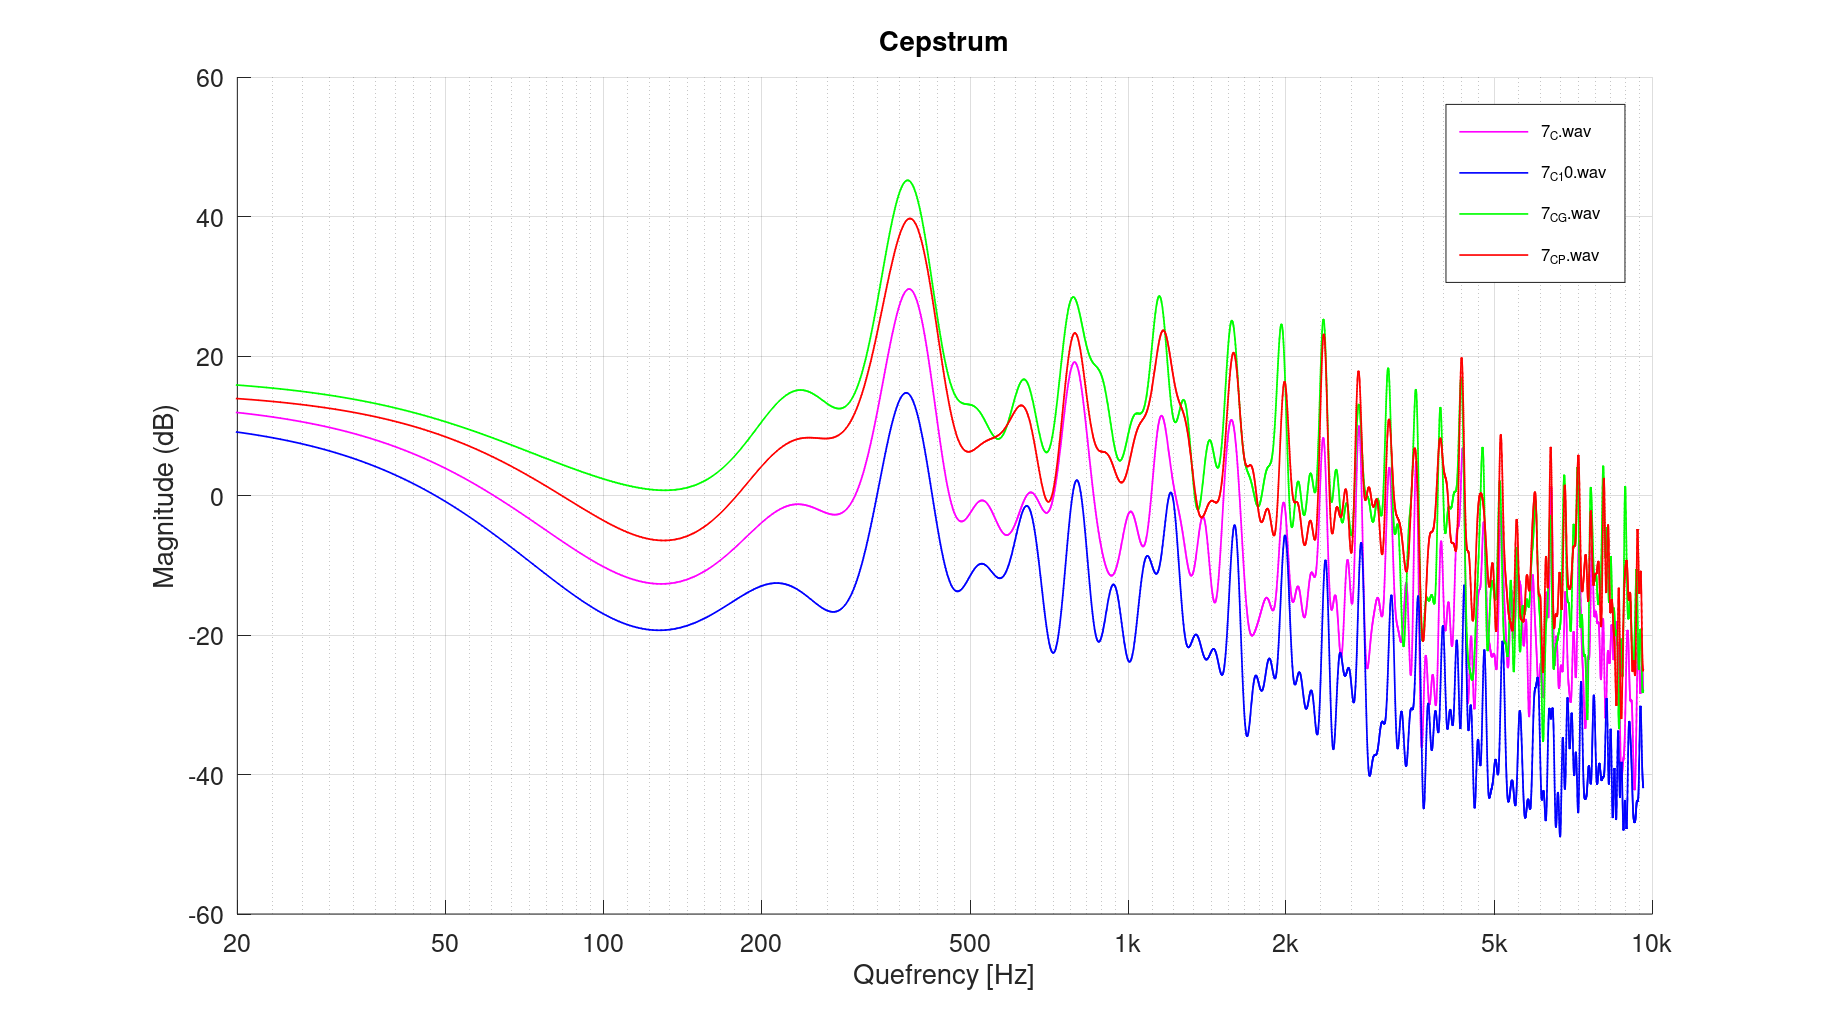 Cepstrum
60
40
20
0
-20
-40
-60
Magnitude (dB)
7C.wav
7C10.wav
7CG.wav
7CP.wav
20 50 100 200 500 1k 2k 5k 10k
Quefrency [Hz]